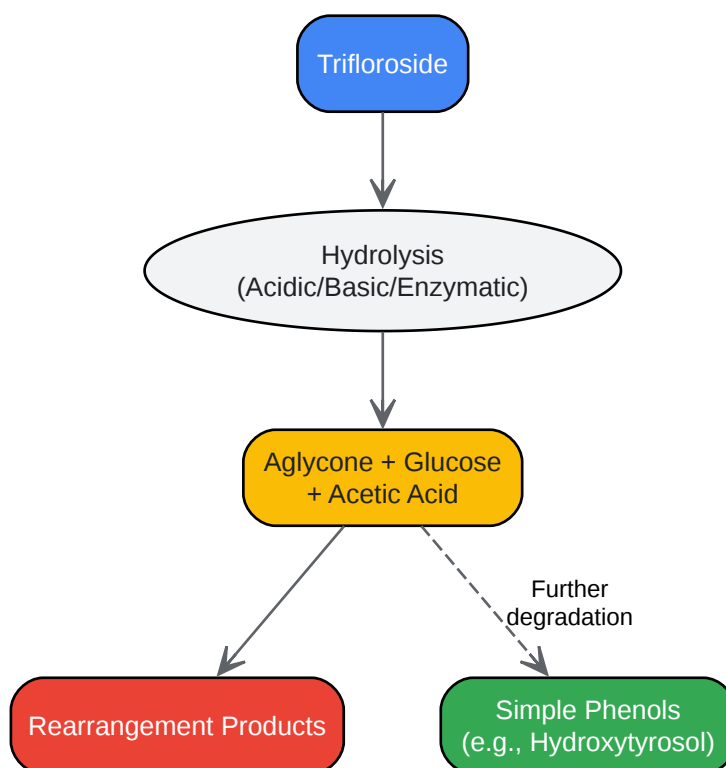 Trifloroside
Hydrolysis
(Acidic/Basic/Enzymatic)
Aglycone + Glucose
+ Acetic Acid
Further
degradation
Rearrangement Products
Simple Phenols
(e.g., Hydroxytyrosol)